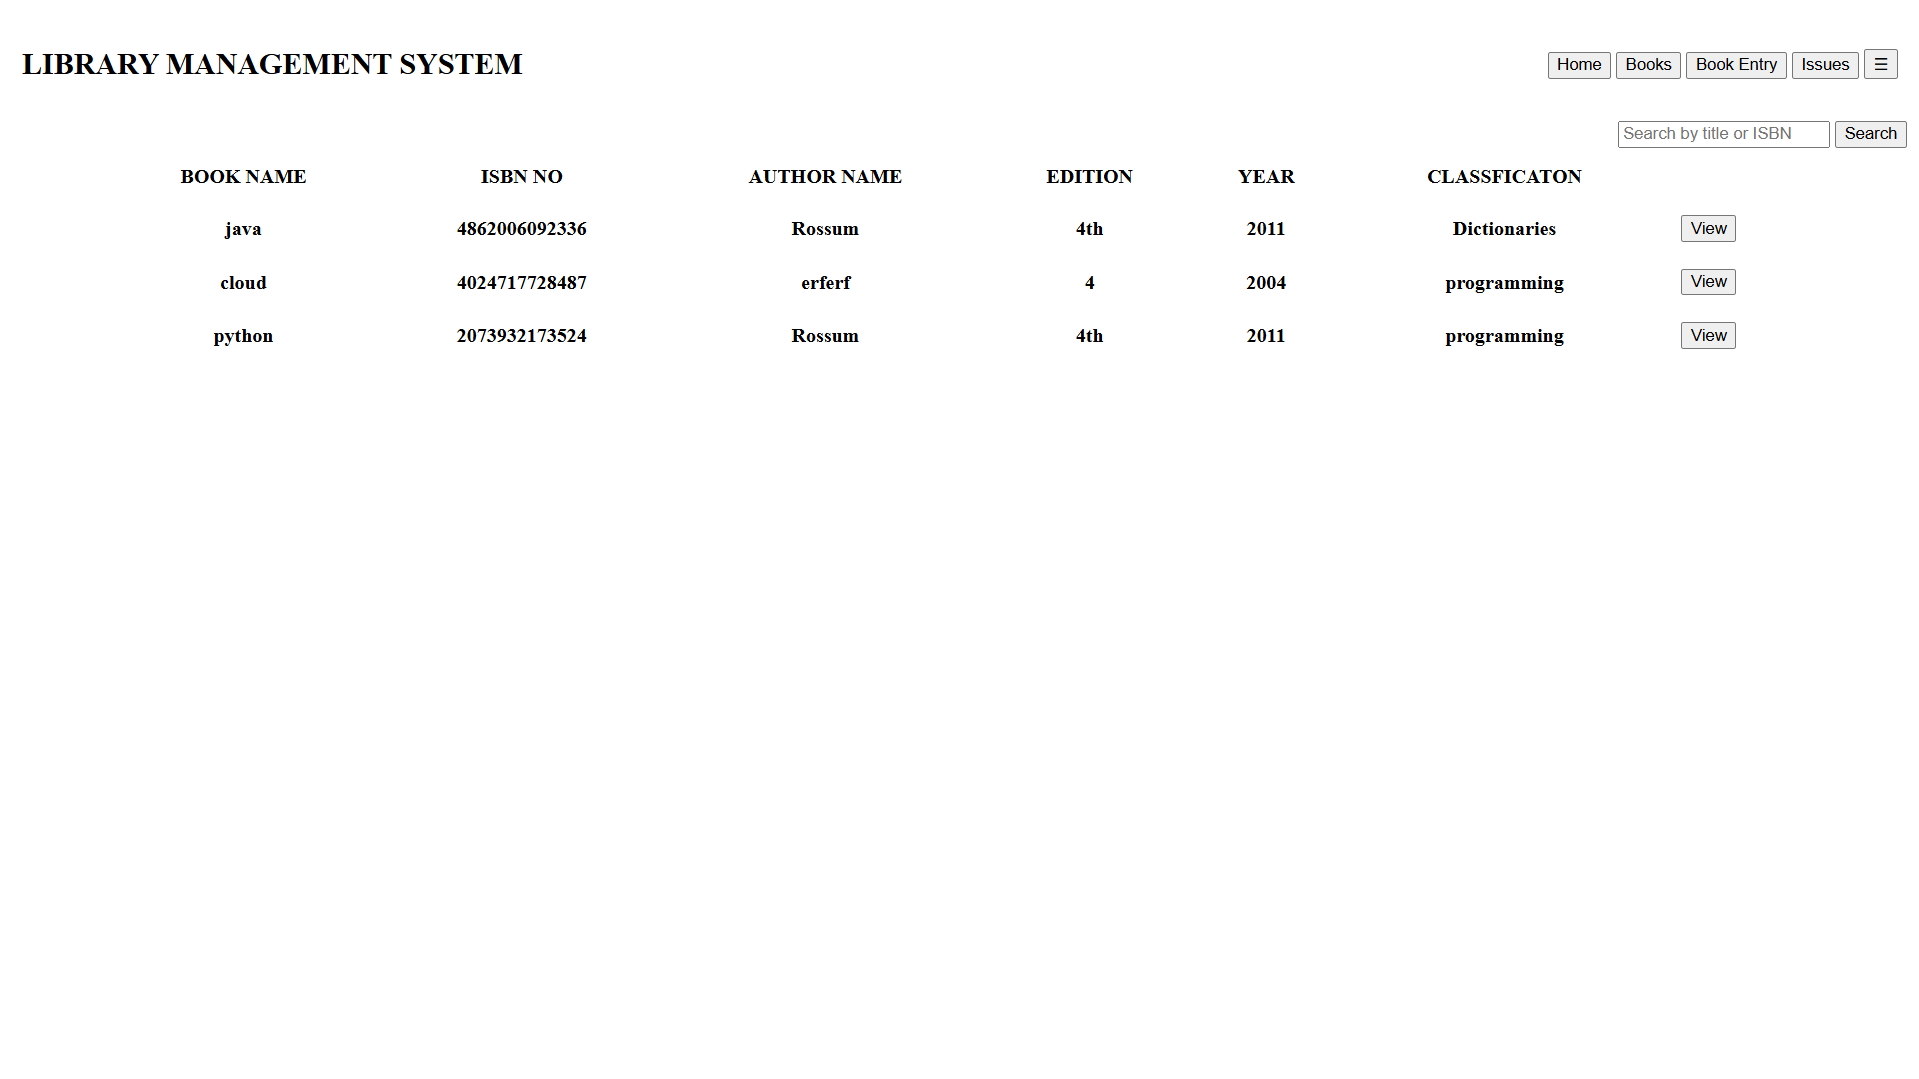 LIBRARY MANAGEMENT SYSTEM
Home Books Book Entry Issues ☰
Search by title or ISBN Search
BOOK NAME ISBN NO AUTHOR NAME EDITION YEAR CLASSFICATON
java 4862006092336 Rossum 4th 2011 Dictionaries View
cloud 4024717728487 erferf 4 2004 programming View
python 2073932173524 Rossum 4th 2011 programming View